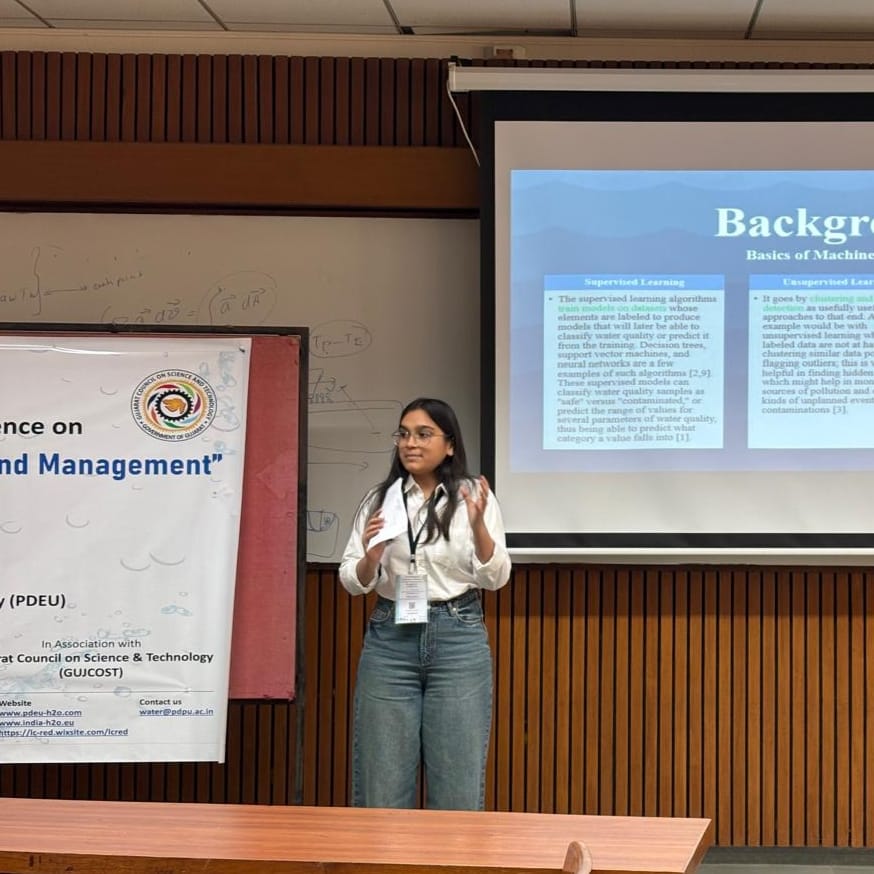 each point
a dA
Tp-Ts
GUJARAT COUNCIL ON SCIENCE AND TECHNOLOGY
GOVERNMENT OF GUJARAT
ence on
nd Management”
y (PDEU)
In Association with
rat Council on Science & Technology
(GUJCOST)
Website
www.pdeu-h2o.com
www.india-h2o.eu
https://lc-red.wixsite.com/lcred
Contact us
water@pdpu.ac.in
Backgro
Basics of Machine
Supervised Learning
• The supervised learning algorithms
train models on datasets whose
elements are labeled to produce
models that will later be able to
classify water quality or predict it
from the training. Decision trees,
support vector machines, and
neural networks are a few
examples of such algorithms [2,9].
These supervised models can
classify water quality samples as
"safe" versus "contaminated," or
predict the range of values for
several parameters of water quality,
thus being able to predict what
category a value falls into [1].
Unsupervised Lear
• It goes by clustering and
detection as usefully usef
approaches to that end. A
example would be with
unsupervised learning wh
labeled data are not at ha
clustering similar data po
flagging outliers; this is v
helpful in finding hidden
which might help in mon
sources of pollution and
kinds of unplanned event
contaminations [3].